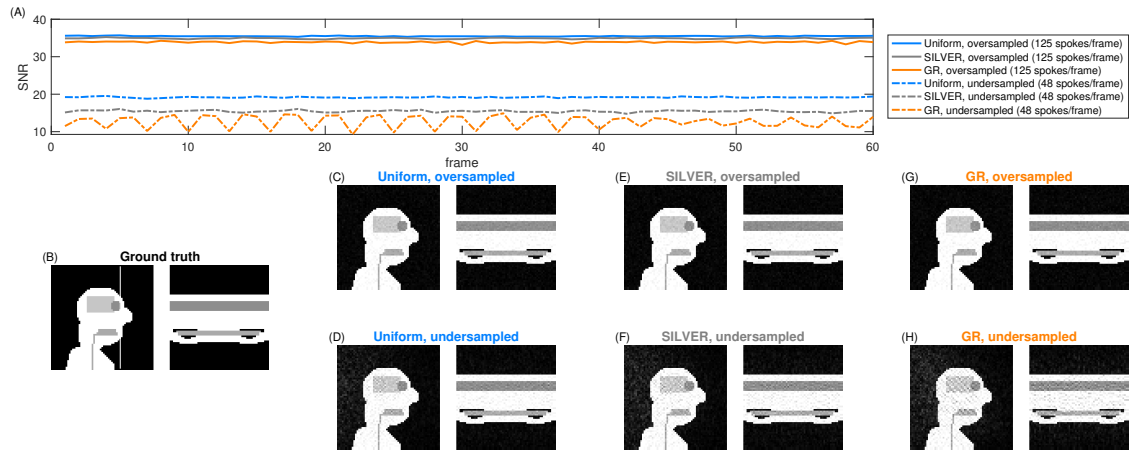 (A)
40
30
20
10
SNR
0
10
20
30
40
50
60
frame
Uniform, oversampled (125 spokes/frame)
SILVER, oversampled (125 spokes/frame)
GR, oversampled (125 spokes/frame)
Uniform, undersampled (48 spokes/frame)
SILVER, undersampled (48 spokes/frame)
GR, undersampled (48 spokes/frame)
(B)
Ground truth
(C)
Uniform, oversampled
(E)
SILVER, oversampled
(G)
GR, oversampled
(D)
Uniform, undersampled
(F)
SILVER, undersampled
(H)
GR, undersampled